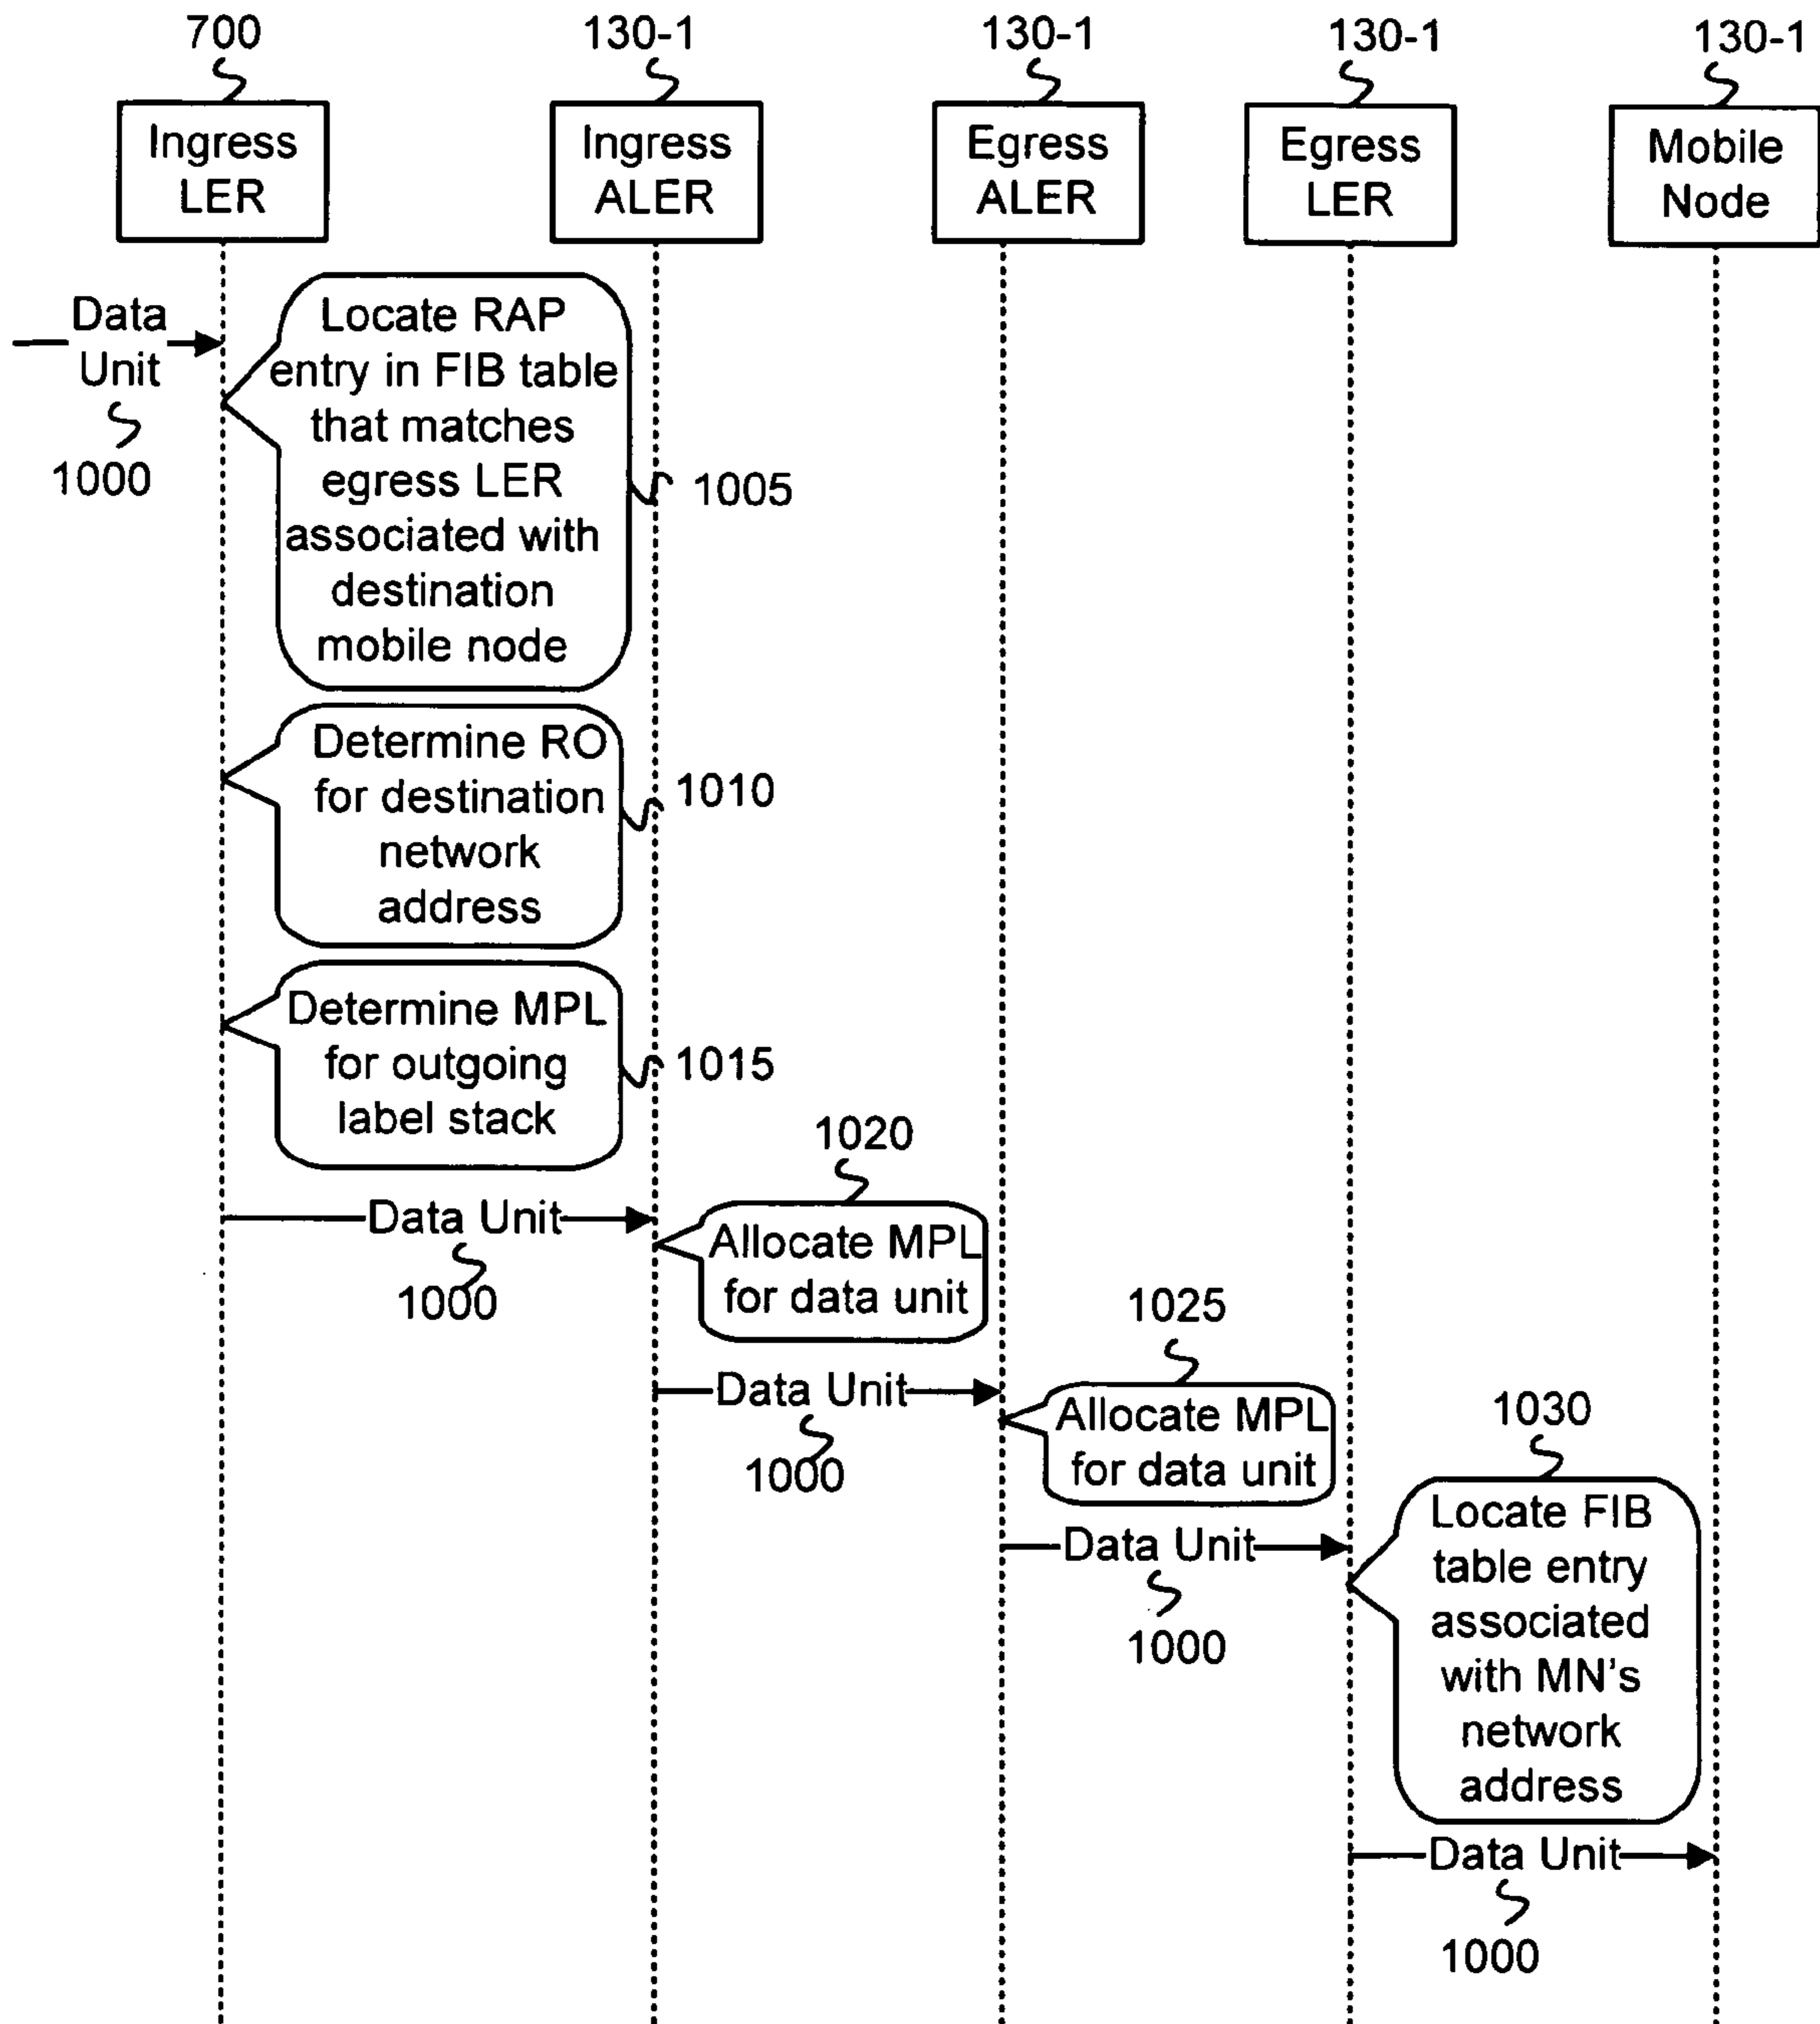 700
130-1
130-1
130-1
130-1
Ingress
LER
Ingress
ALER
Egress
ALER
Egress
LER
Mobile
Node
Data
Unit
1000
Locate RAP
entry in FIB table
that matches
egress LER
associated with
destination
mobile node
1005
Determine RO
for destination
network
address
1010
Determine MPL
for outgoing
label stack
1015
Data Unit
1000
1020
Allocate MPL
for data unit
Data Unit
1000
1025
Allocate MPL
for data unit
Data Unit
1000
1030
Locate FIB
table entry
associated
with MN's
network
address
Data Unit
1000